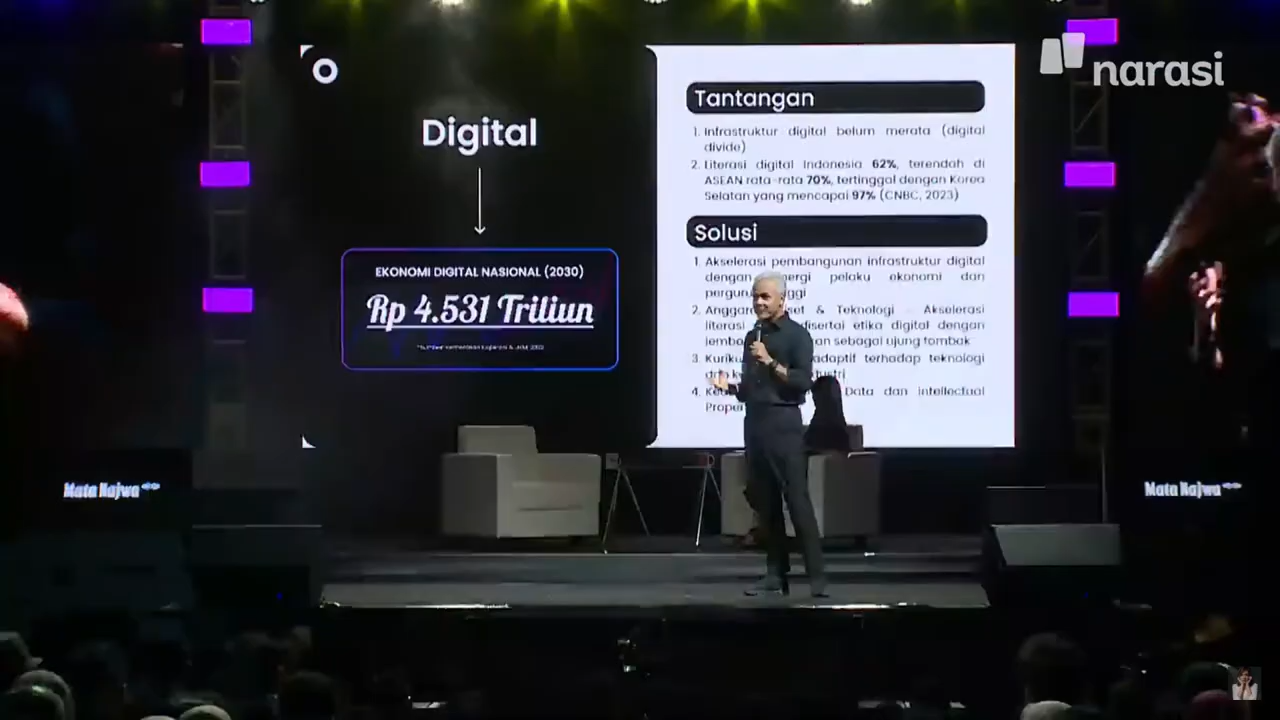 narasi
Digital
EKONOMI DIGITAL NASIONAL (2030)
Rp 4.531 Triliun
Tantangan
1. Infrastruktur digital belum merata (digital
divide)
2. Literasi digital Indonesia 62%, terendah di
ASEAN rata-rata 70%, tertinggal dengan Korea
Selatan yang mencapai 97% (CNBC, 2023)
Solusi
1. Akselerasi pembangunan infrastruktur digital
dengan pelaku ekonomi dan
2. & Teknologi - Akselerasi
literasi disertai etika digital dengan
sebagai ujung tombak
3. adaptif terhadap teknologi
4. Data dan Intellectual
Mata Najwa
Mata Najwa